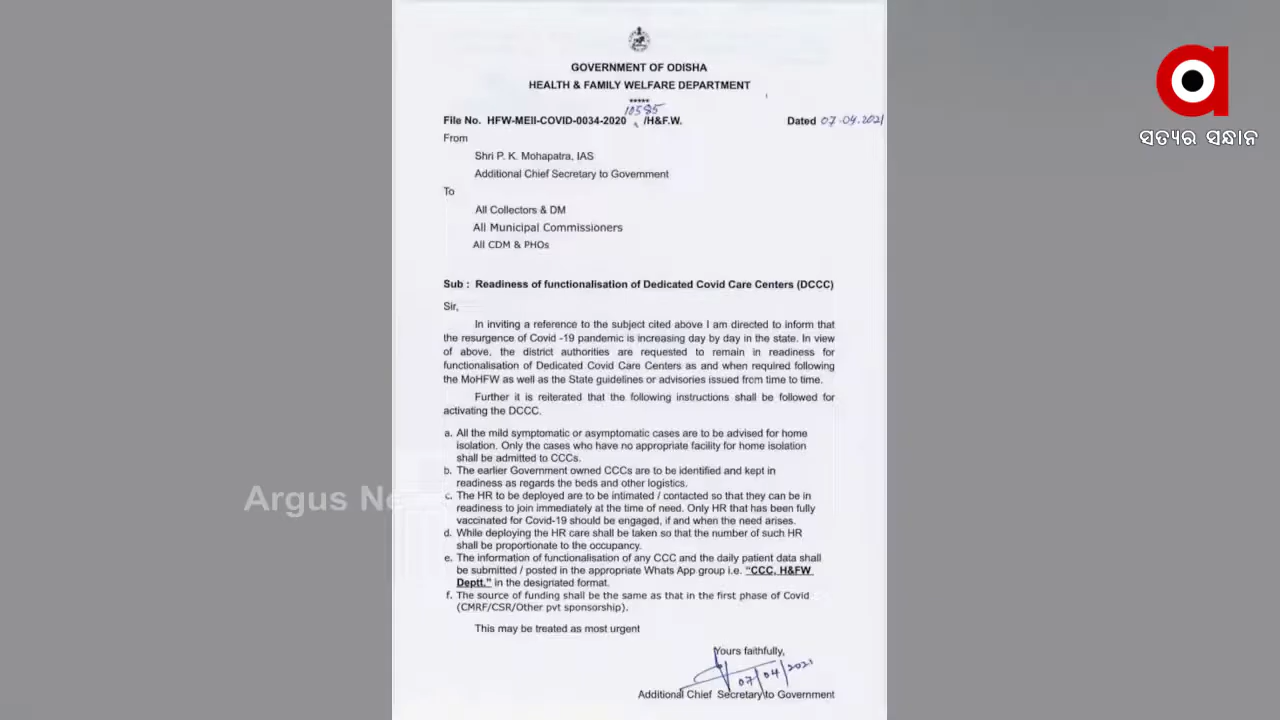 GOVERNMENT OF ODISHA
HEALTH & FAMILY WELFARE DEPARTMENT
*****
10585
File No. HFW-MEII-COVID-0034-2020 /H&F.W. Dated 07.04.2021
From
Shri P. K. Mohapatra, IAS
Additional Chief Secretary to Government
To
All Collectors & DM
All Municipal Commissioners
All CDM & PHOs
Sub : Readiness of functionalisation of Dedicated Covid Care Centers (DCCC)
Sir,
In inviting a reference to the subject cited above I am directed to inform that
the resurgence of Covid -19 pandemic is increasing day by day in the state. In view
of above, the district authorities are requested to remain in readiness for
functionalisation of Dedicated Covid Care Centers as and when required following
the MoHFW as well as the State guidelines or advisories issued from time to time.
Further it is reiterated that the following instructions shall be followed for
activating the DCCC.
a. All the mild symptomatic or asymptomatic cases are to be advised for home
isolation. Only the cases who have no appropriate facility for home isolation
shall be admitted to CCCs.
b. The earlier Government owned CCCs are to be identified and kept in
readiness as regards the beds and other logistics.
c. The HR to be deployed are to be intimated / contacted so that they can be in
readiness to join immediately at the time of need. Only HR that has been fully
vaccinated for Covid-19 should be engaged, if and when the need arises.
d. While deploying the HR care shall be taken so that the number of such HR
shall be proportionate to the occupancy.
e. The information of functionalisation of any CCC and the daily patient data shall
be submitted / posted in the appropriate Whats App group i.e. “CCC, H&FW
Deptt.” in the designated format.
f. The source of funding shall be the same as that in the first phase of Covid
(CMRF/CSR/Other pvt sponsorship).
This may be treated as most urgent
Yours faithfully,
07/04/2021
Additional Chief Secretary to Government
ସତ୍ୟର ସନ୍ଧାନ
Argus Ne